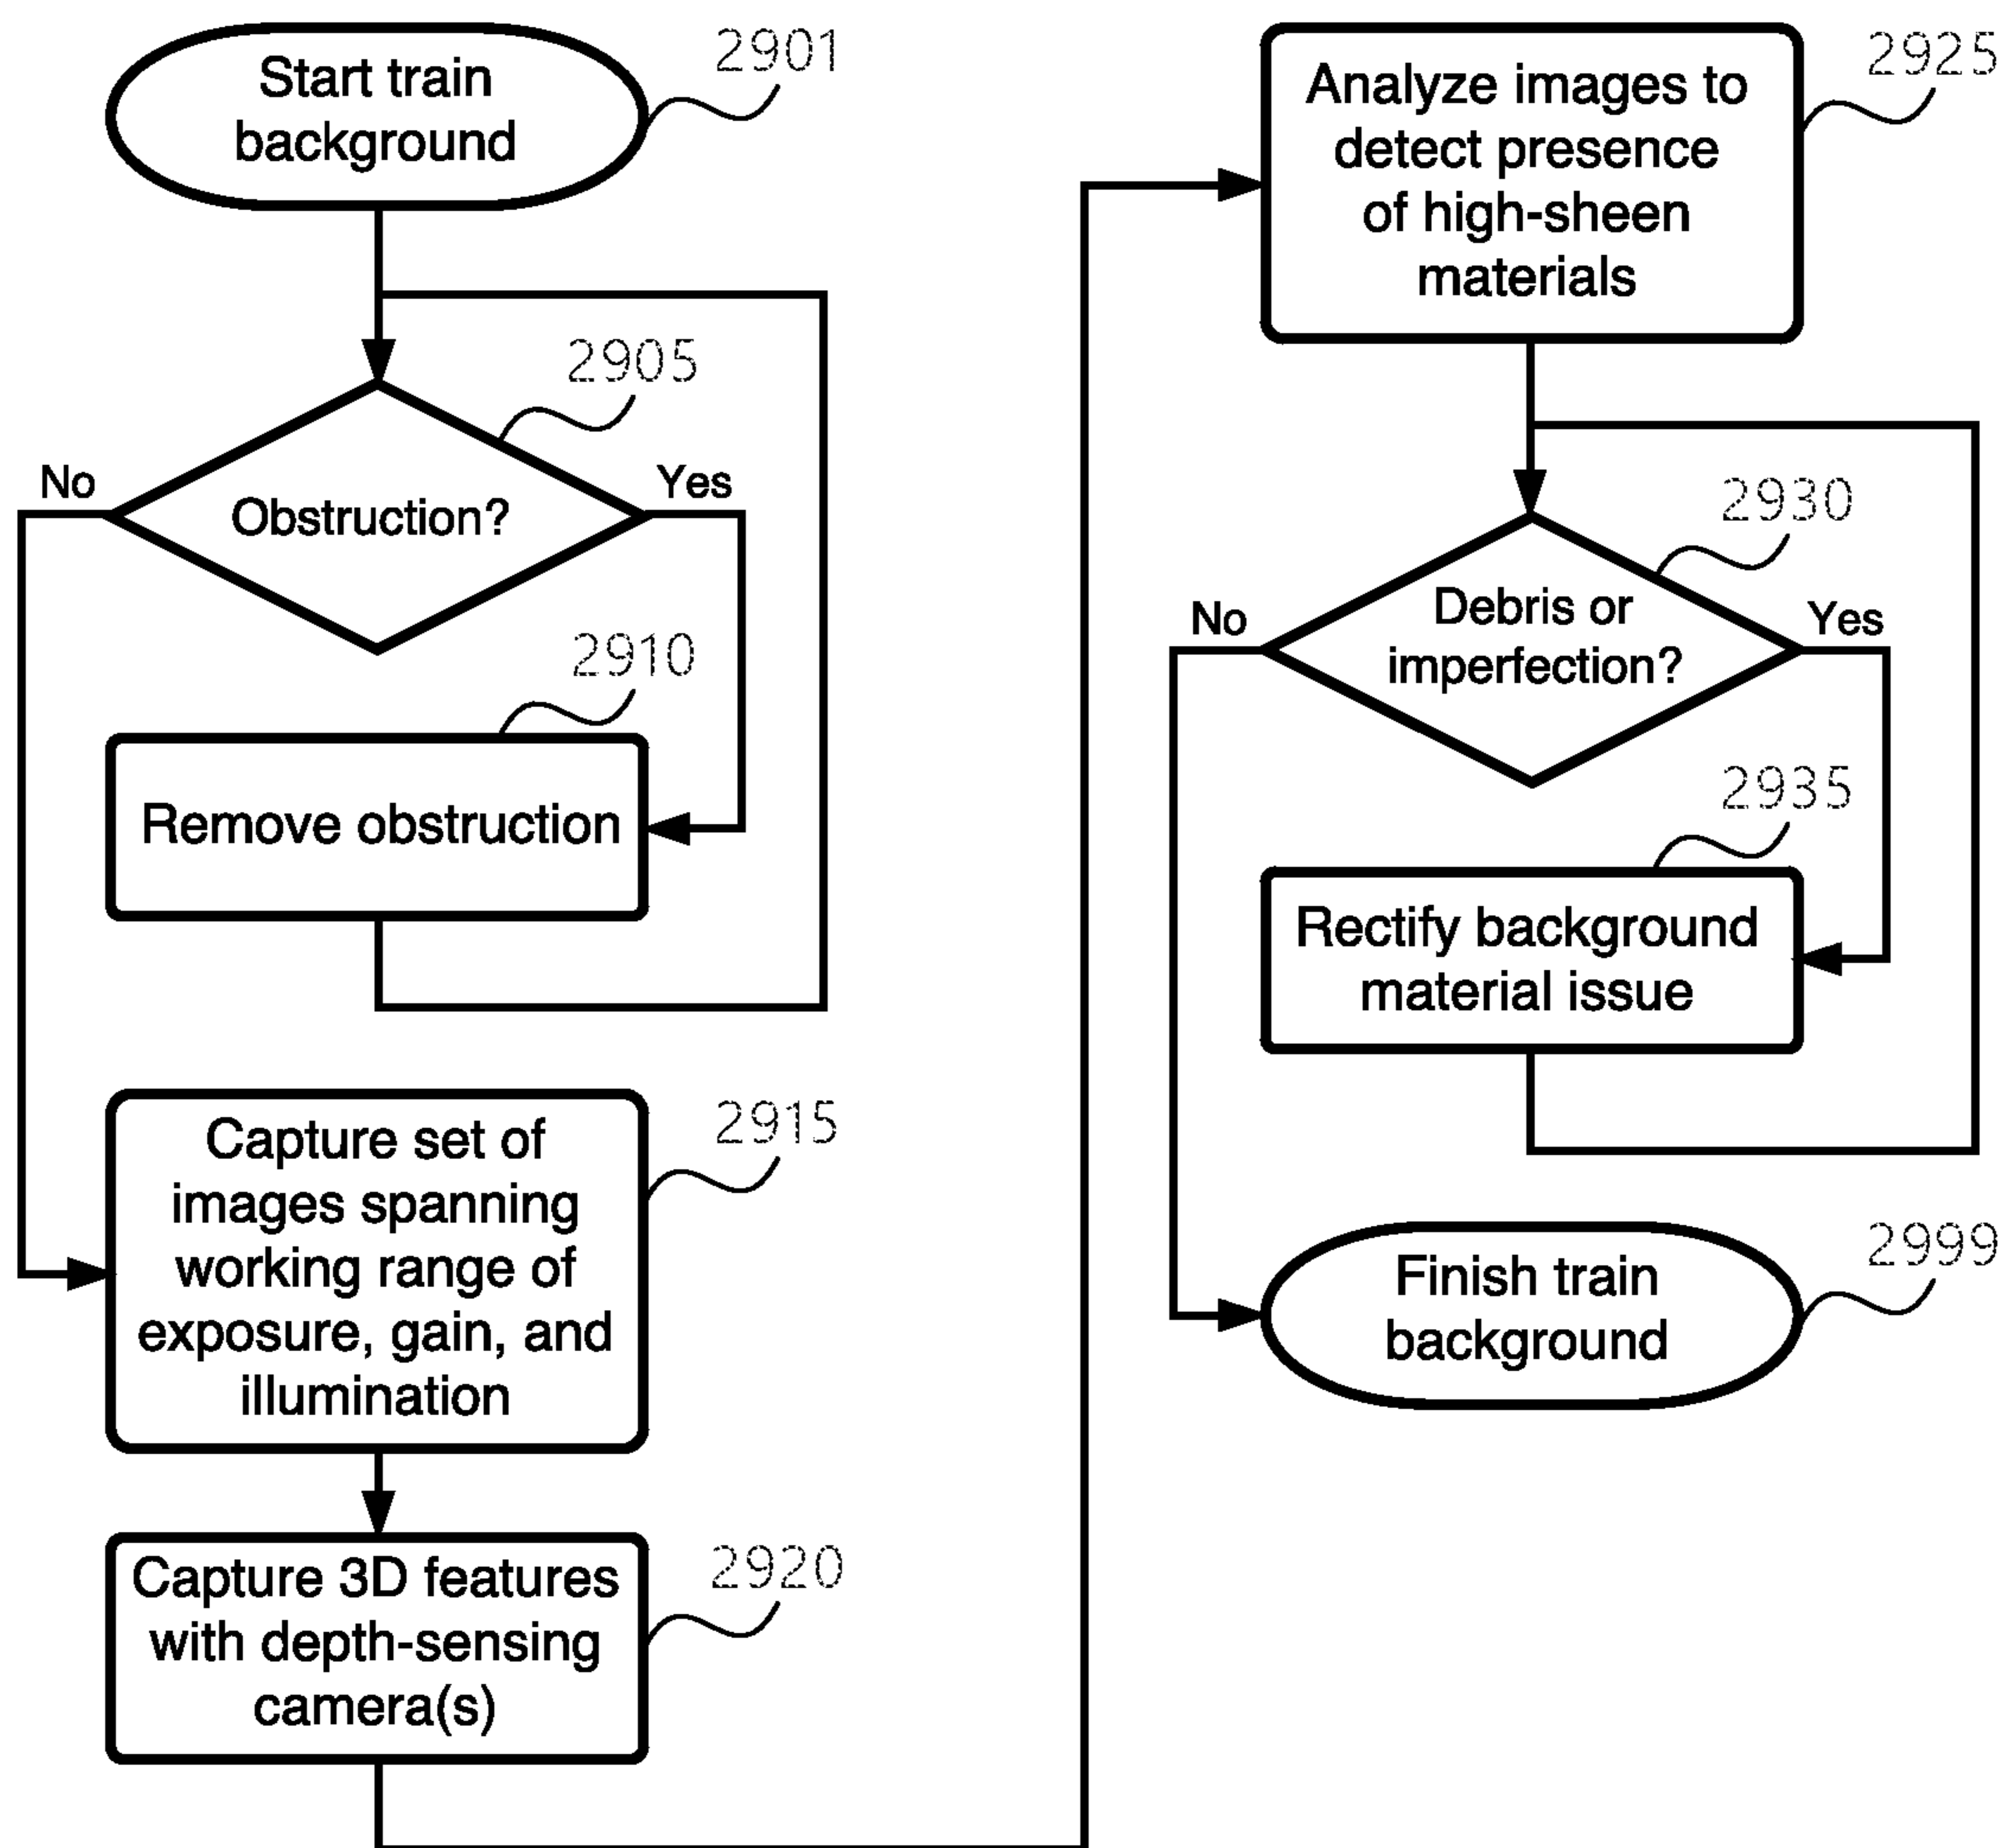 Start train
background
2901
2905
No
Obstruction?
Yes
2910
Remove obstruction
Capture set of
images spanning
working range of
exposure, gain, and
illumination
2915
Capture 3D features
with depth-sensing
camera(s)
2920
Analyze images to
detect presence
of high-sheen
materials
2925
2930
No
Debris or
imperfection?
Yes
2935
Rectify background
material issue
Finish train
background
2999